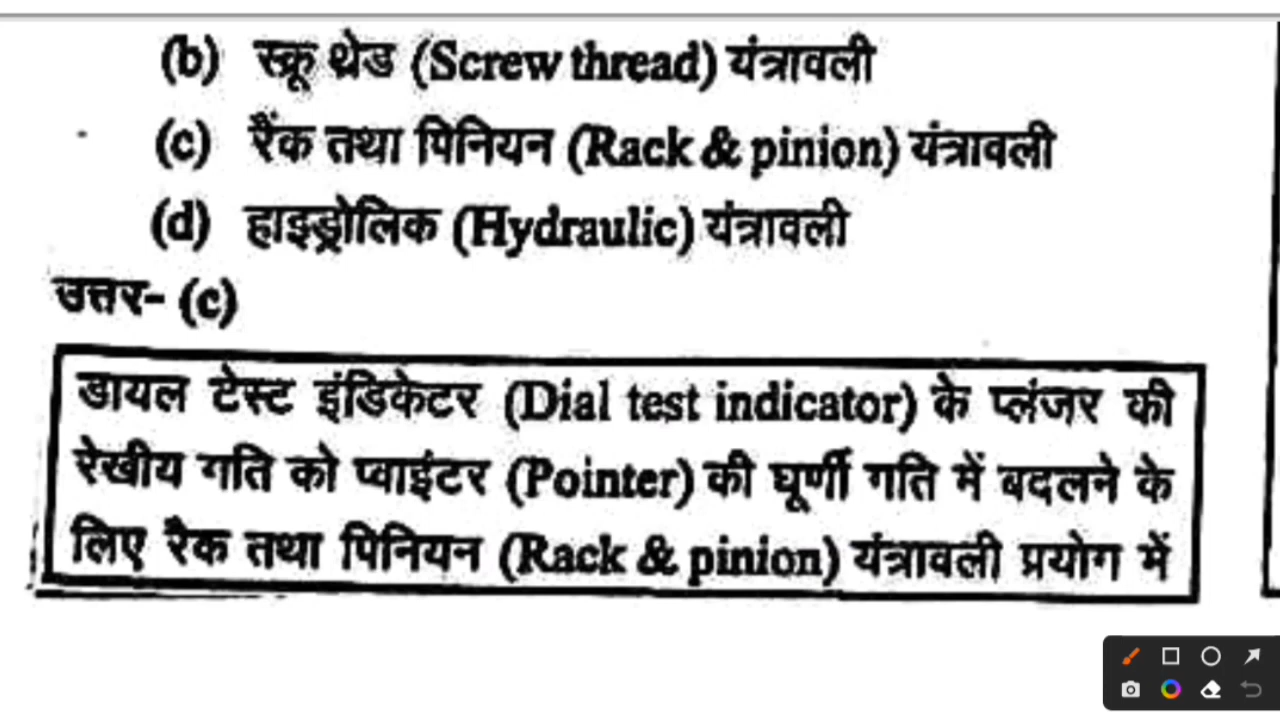 (b) स्क्रू थ्रेड (Screw thread) यंत्रावली
(c) रैंक तथा पिनियन (Rack & pinion) यंत्रावली
(d) हाइड्रोलिक (Hydraulic) यंत्रावली
उत्तर- (c)
डायल टेस्ट इंडिकेटर (Dial test indicator) के प्लंजर की
रेखीय गति को प्वाइंटर (Pointer) की घूर्णी गति में बदलने के
लिए रैक तथा पिनियन (Rack & pinion) यंत्रावली प्रयोग में